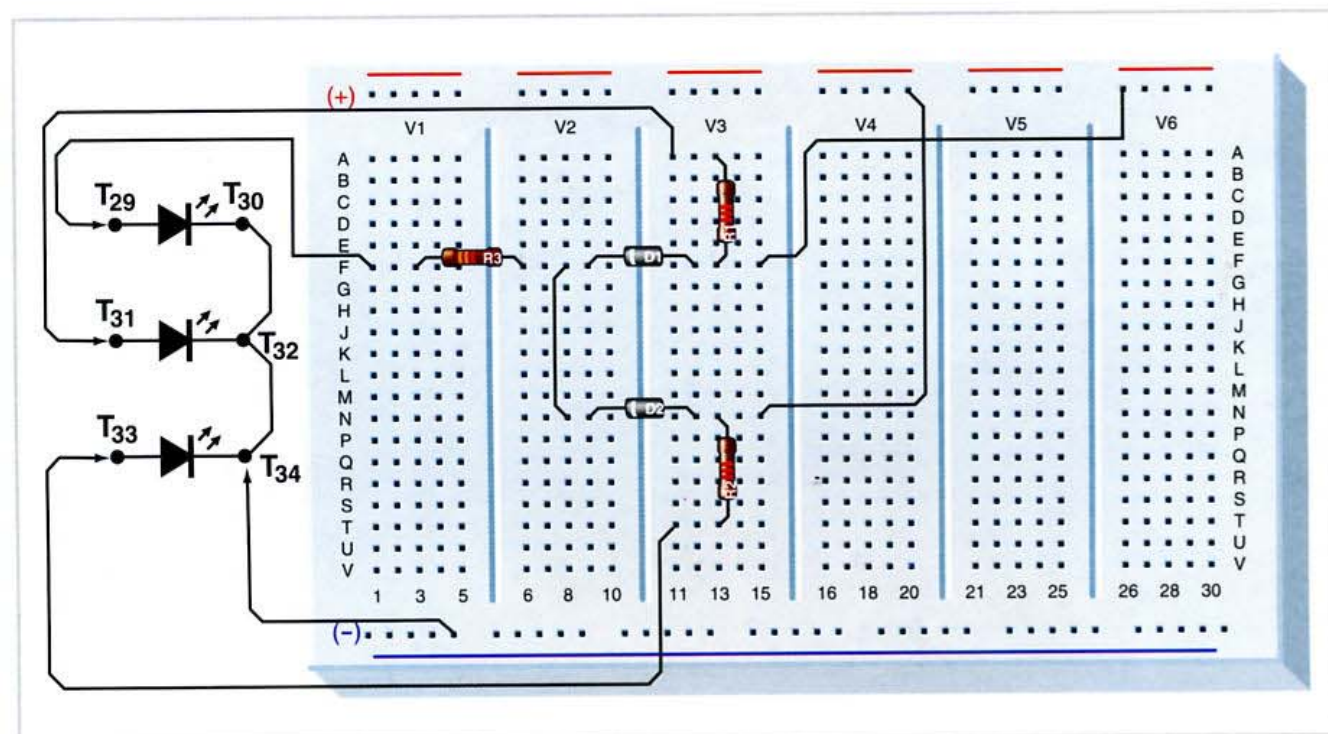 (+)
V1 V2 V3 V4 V5 V6
A A
B B
C C
D D
E E
F F
G G
H H
J J
K K
L L
M M
N N
P P
Q Q
R R
S S
T T
U U
V V
1 3 5 6 8 10 11 13 15 16 18 20 21 23 25 26 28 30
(−)
T29 T30
T31 T32
T33 T34
R3 D1 R1
D2 R2